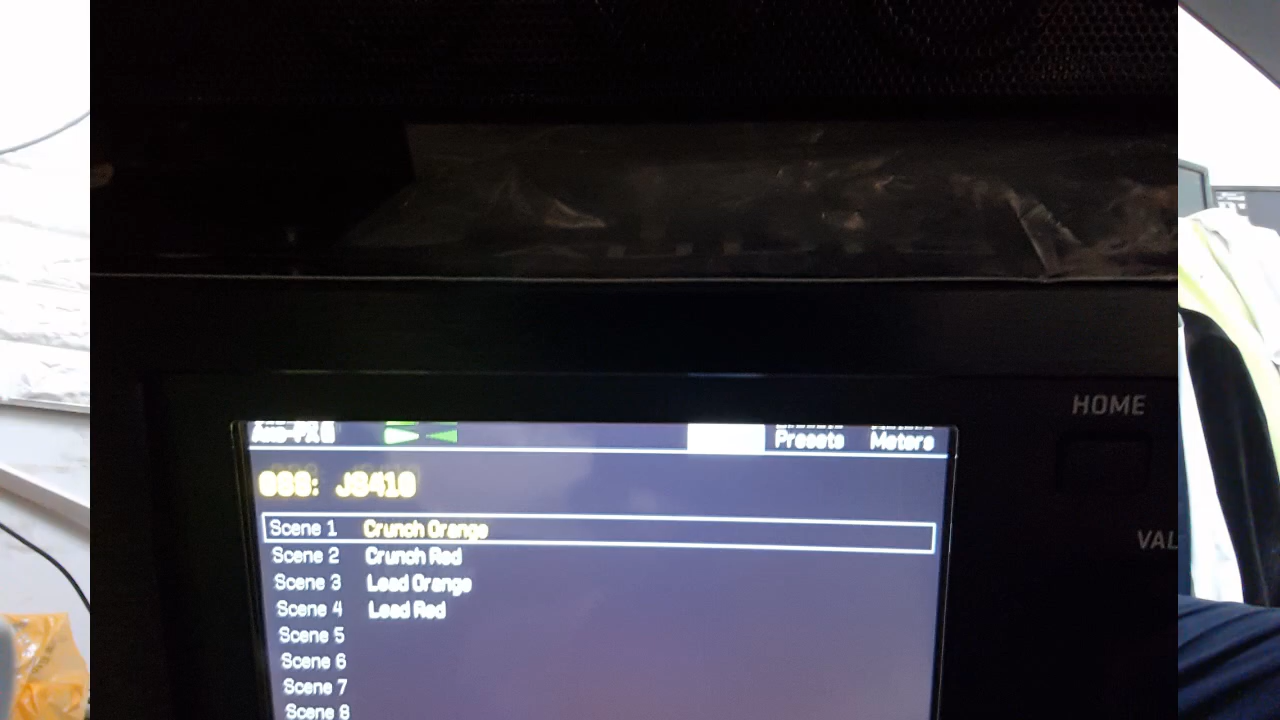 HOME
Presets Meters
JS410
VAL
Scene 1 Crunch Orange
Scene 2 Crunch Red
Scene 3 Lead Orange
Scene 4 Lead Red
Scene 5
Scene 6
Scene 7
Scene 8